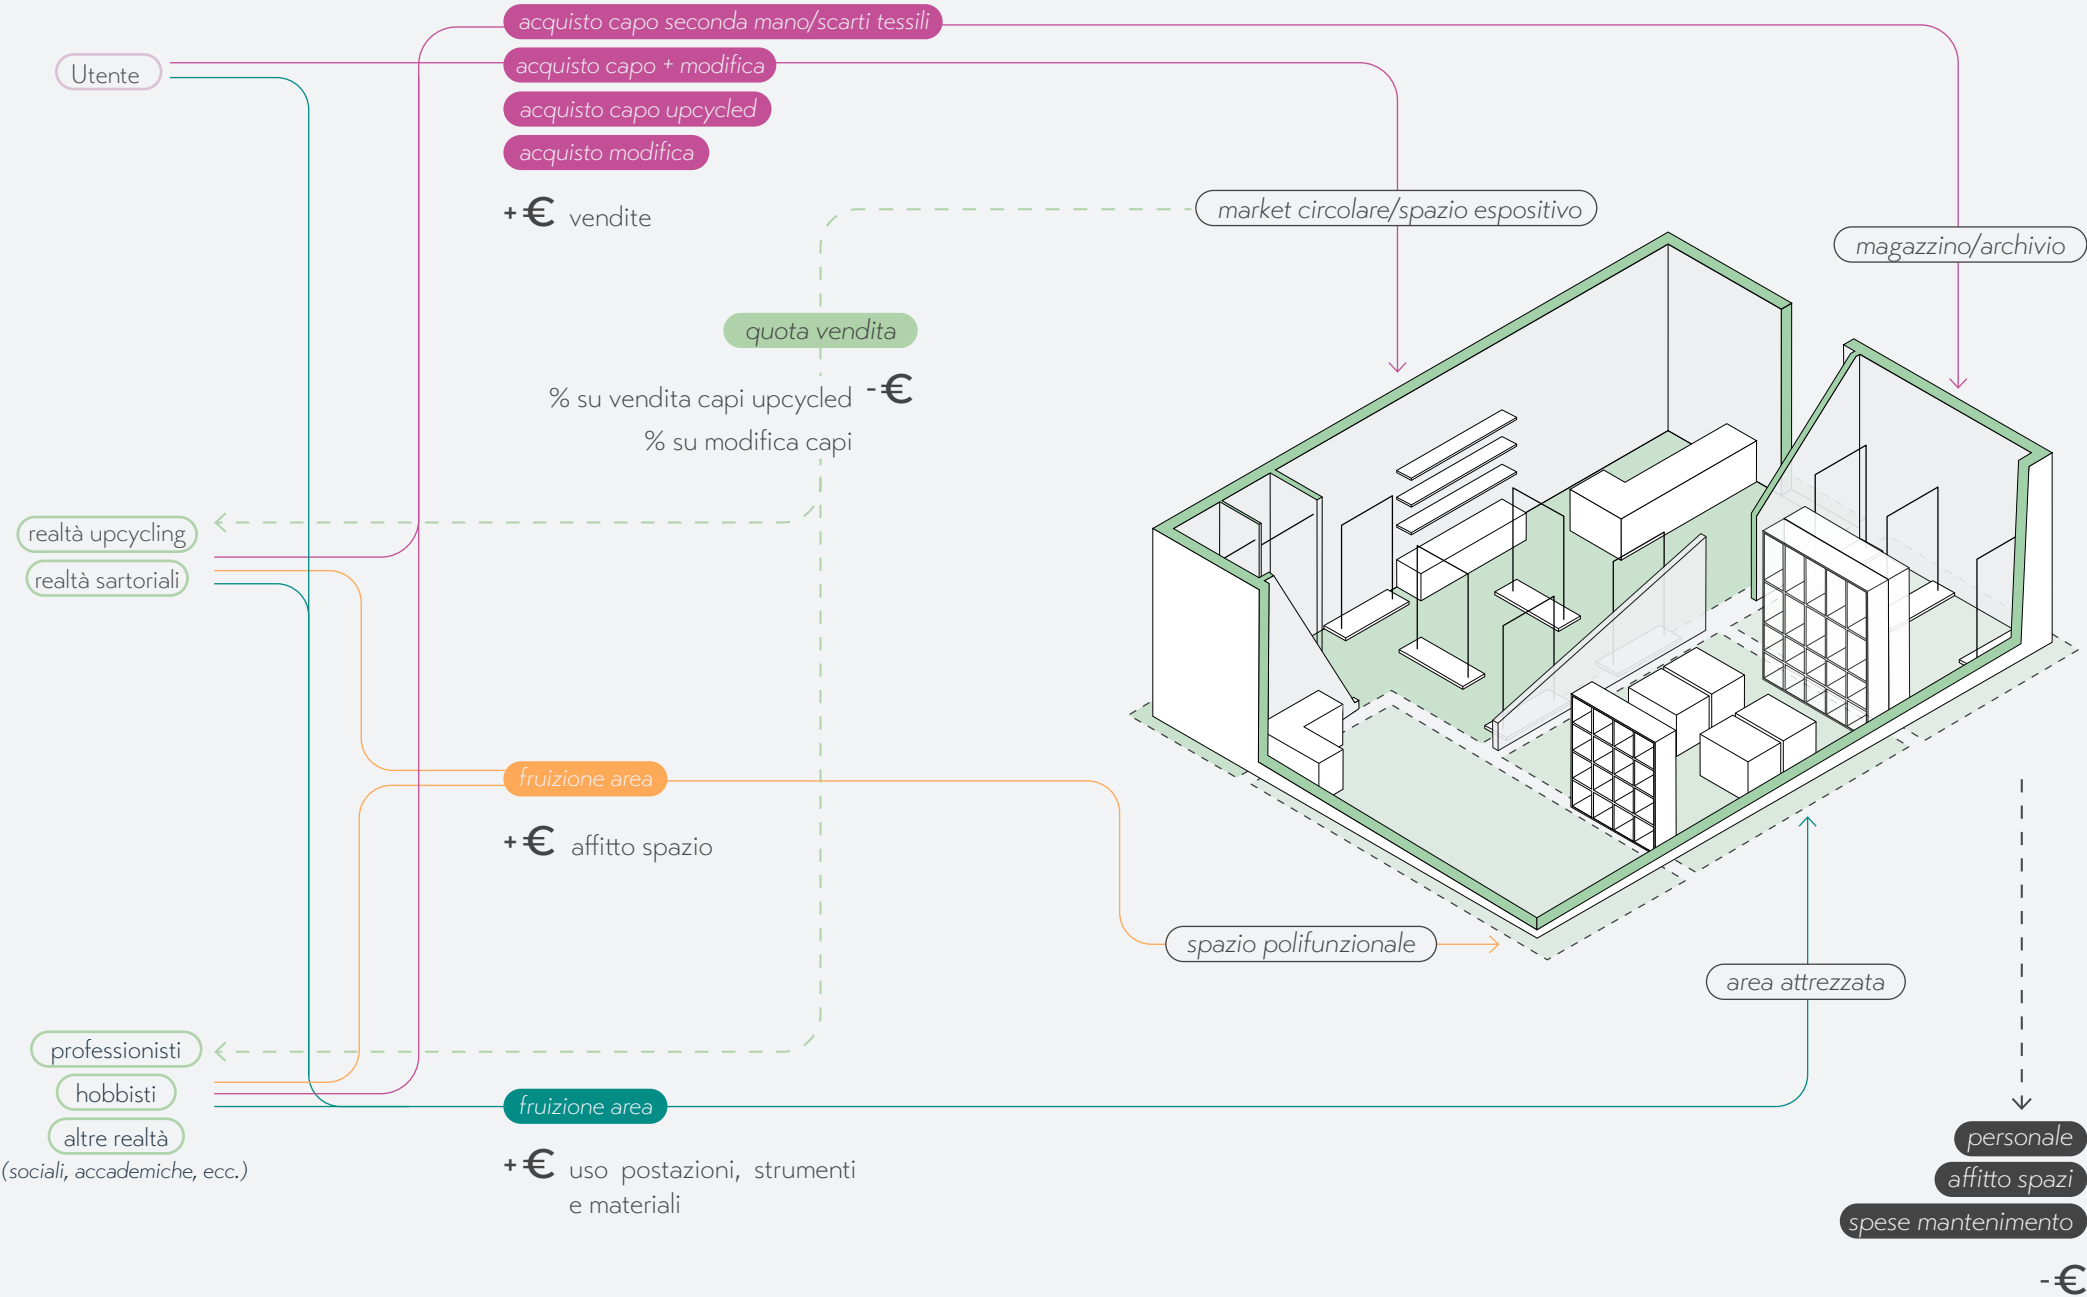 acquisto capo seconda mano/scarti tessili
Utente
acquisto capo + modifica
acquisto capo upcycled
acquisto modifica
+€ vendite
market circolare/spazio espositivo
magazzino/archivio
quota vendita
% su vendita capi upcycled -€
% su modifica capi
realtà upcycling
realtà sartoriali
fruizione area
+€ affitto spazio
spazio polifunzionale
area attrezzata
professionisti
hobbisti
altre realtà
(sociali, accademiche, ecc.)
fruizione area
+€ uso postazioni, strumenti
e materiali
personale
affitto spazi
spese mantenimento
-€